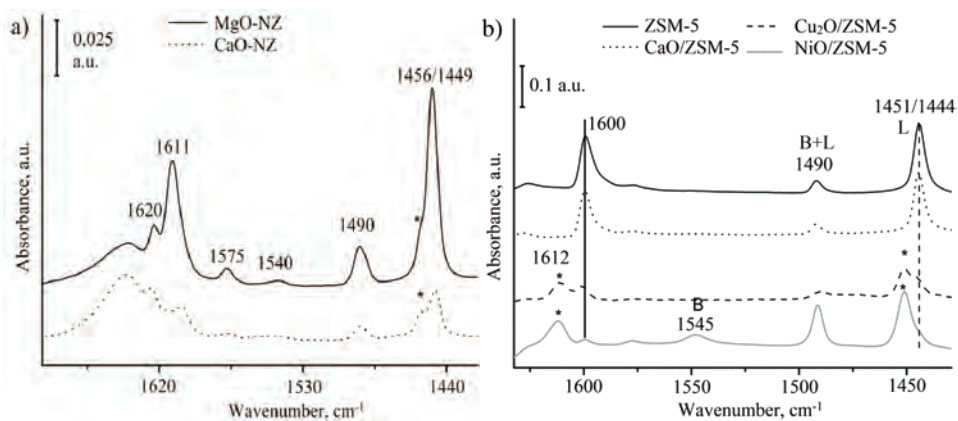 a)
MgO-NZ
CaO-NZ
0.025
a.u.
1456/1449
1611
1620
1575
1540
1490
*
*
Absorbance, a.u.
1620
1530
1440
Wavenumber, cm⁻¹
b)
ZSM-5
Cu₂O/ZSM-5
CaO/ZSM-5
NiO/ZSM-5
0.1 a.u.
1600
B+L
1490
1451/1444
L
1612
*
*
*
*
B
1545
Absorbance, a.u.
1600
1550
1500
1450
Wavenumber, cm⁻¹